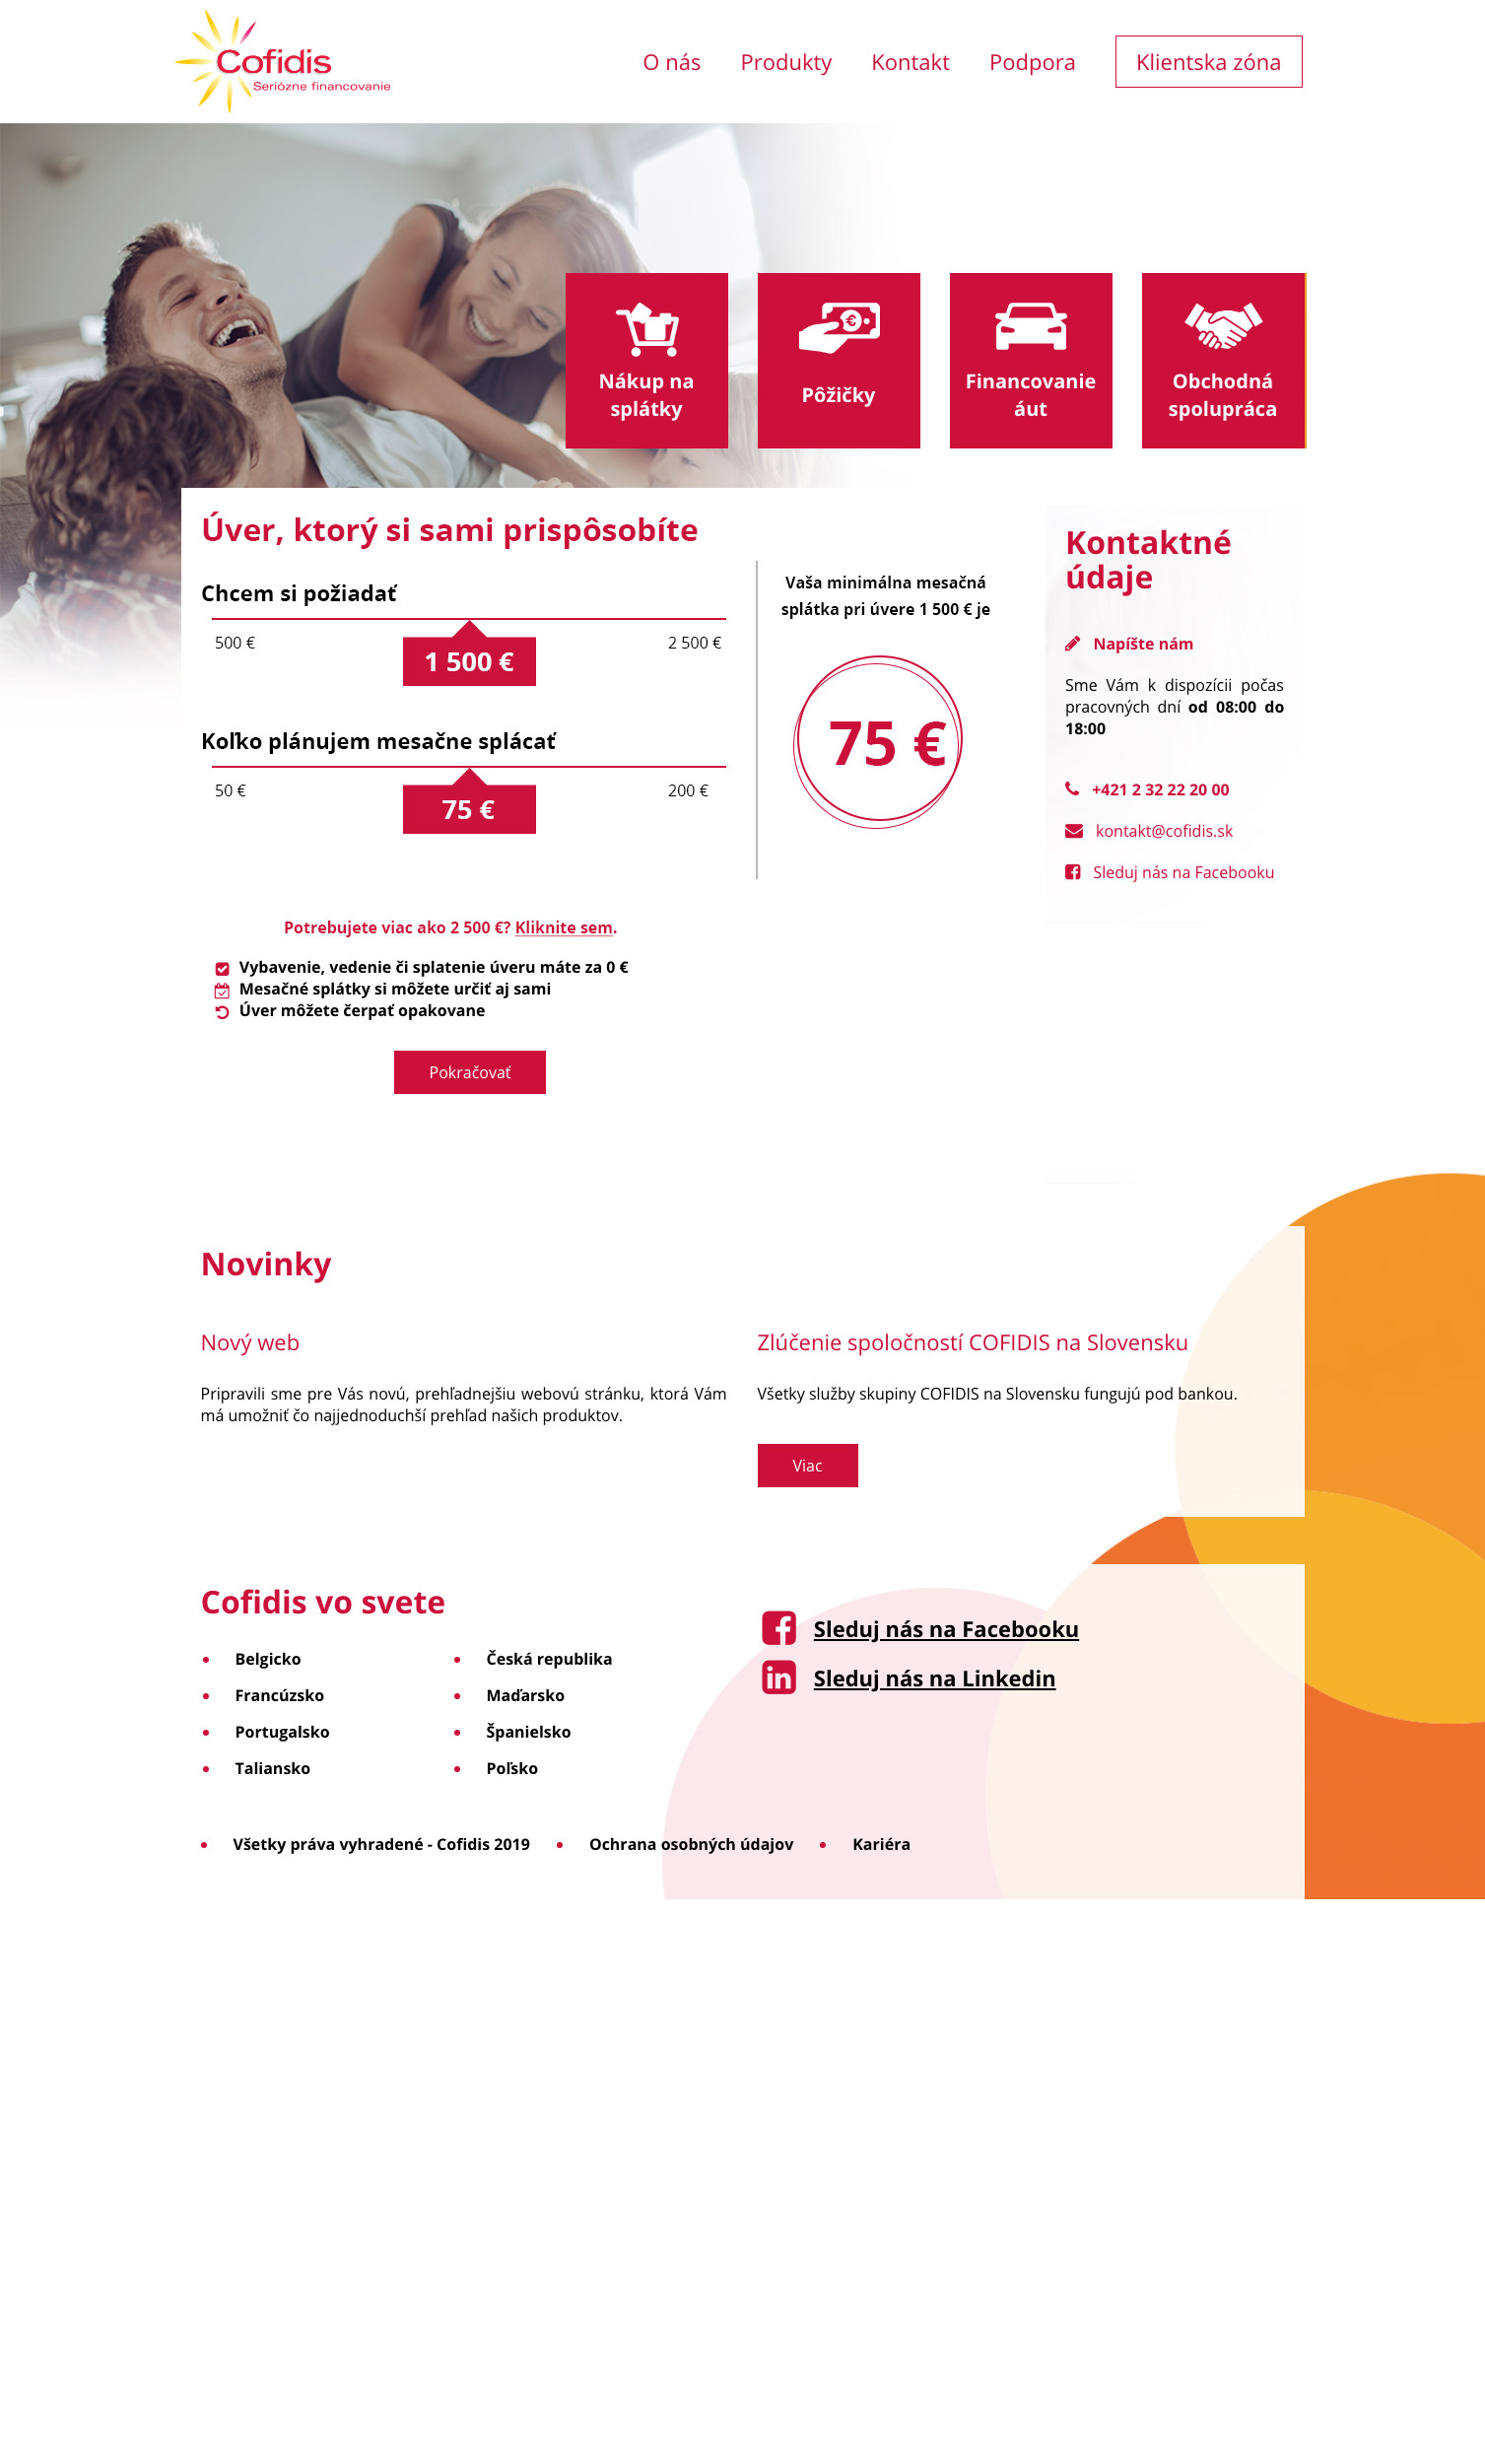 Cofidis
Seriózne financovanie
O nás
Produkty
Kontakt
Podpora
Klientska zóna
Nákup na
splátky
Pôžičky
Financovanie
áut
Obchodná
spolupráca
Úver, ktorý si sami prispôsobíte
Chcem si požiadať
500 €
2 500 €
1 500 €
Koľko plánujem mesačne splácať
50 €
200 €
75 €
Vaša minimálna mesačná
splátka pri úvere 1 500 € je
75 €
Potrebujete viac ako 2 500 €? Kliknite sem.
Vybavenie, vedenie či splatenie úveru máte za 0 €
Mesačné splátky si môžete určiť aj sami
Úver môžete čerpať opakovane
Pokračovať
Kontaktné
údaje
Napíšte nám
Sme Vám k dispozícii počas
pracovných dní od 08:00 do
18:00
+421 2 32 22 20 00
kontakt@cofidis.sk
Sleduj nás na Facebooku
Novinky
Nový web
Pripravili sme pre Vás novú, prehľadnejšiu webovú stránku, ktorá Vám
má umožniť čo najjednoduchší prehľad našich produktov.
Zlúčenie spoločností COFIDIS na Slovensku
Všetky služby skupiny COFIDIS na Slovensku fungujú pod bankou.
Viac
Cofidis vo svete
Belgicko
Francúzsko
Portugalsko
Taliansko
Česká republika
Maďarsko
Španielsko
Poľsko
Sleduj nás na Facebooku
Sleduj nás na Linkedin
Všetky práva vyhradené - Cofidis 2019
Ochrana osobných údajov
Kariéra